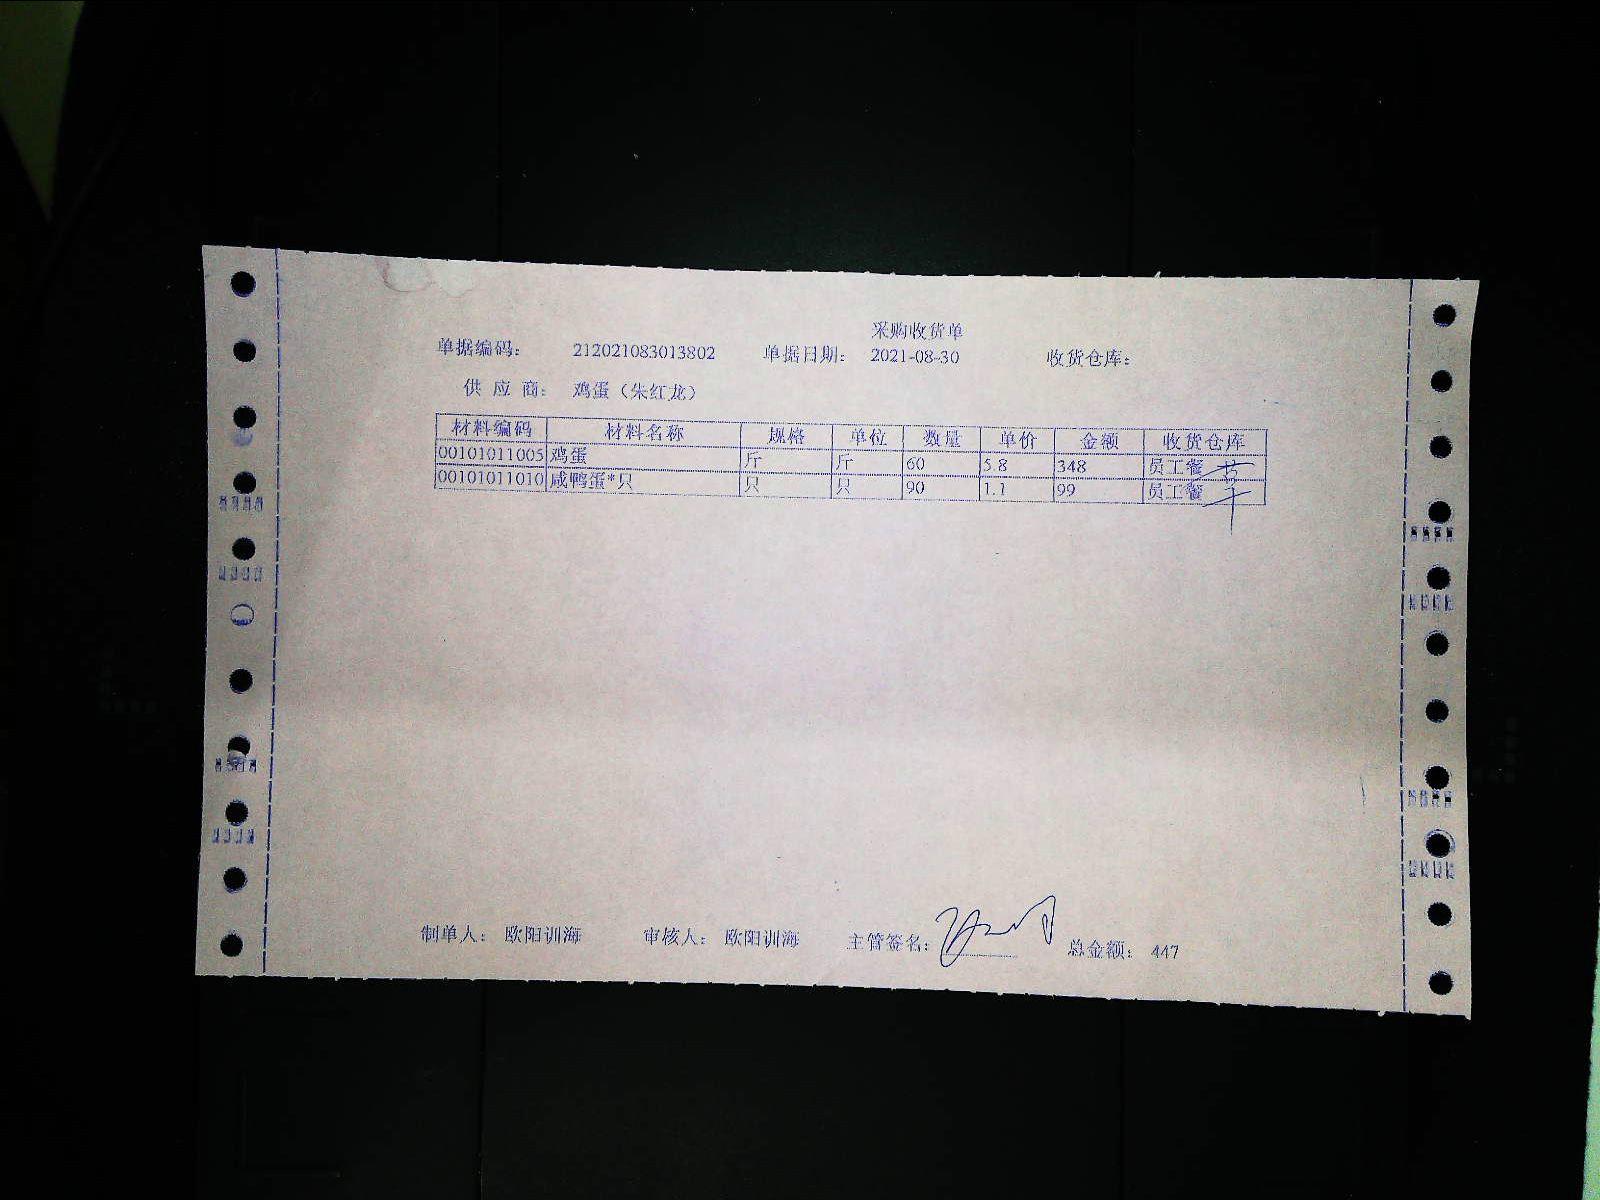 采购收货单
单据编码： 212021083013802 单据日期： 2021-08-30 收货仓库：
供 应 商： 鸡蛋（朱红龙）
材料编码 材料名称 规格 单位 数量 单价 金额 收货仓库
00101011005 鸡蛋 斤 斤 60 5.8 348 员工餐
00101011010 咸鸭蛋*只 只 只 90 1.1 99 员工餐
制单人： 欧阳训海 审核人： 欧阳训海 主管签名： 总金额： 447